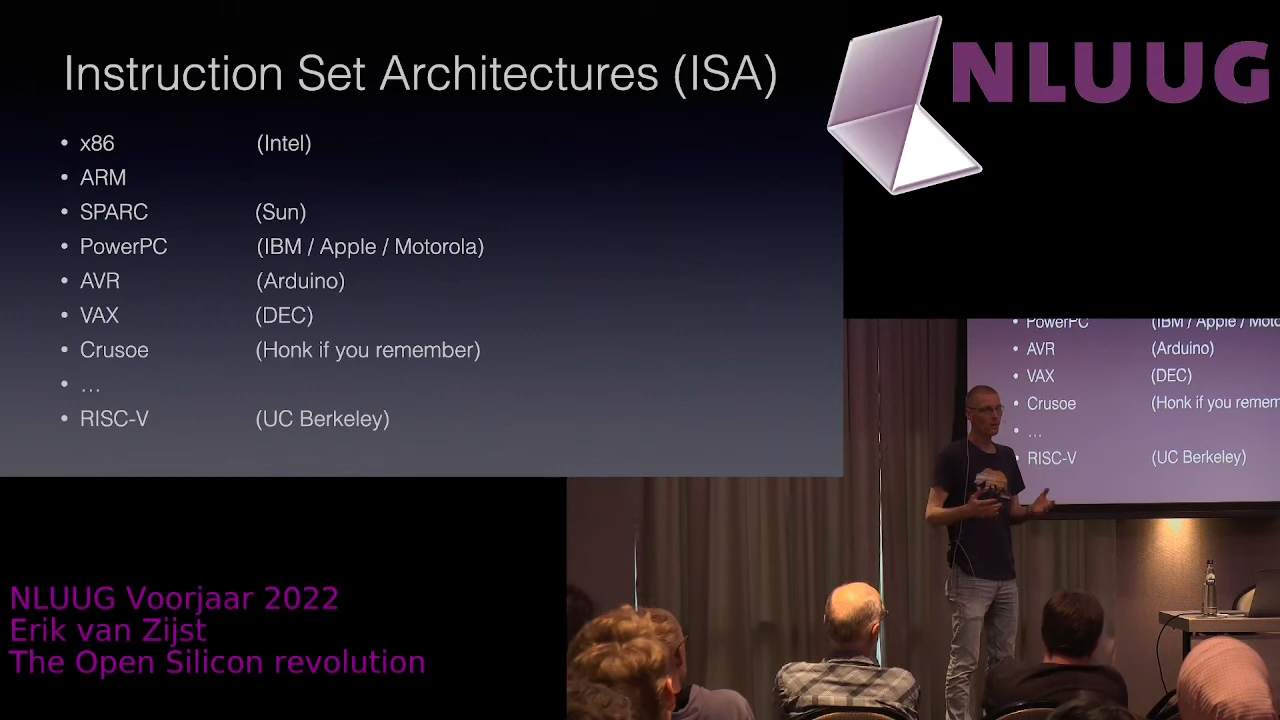 Instruction Set Architectures (ISA)
• x86 (Intel)
• ARM
• SPARC (Sun)
• PowerPC (IBM / Apple / Motorola)
• AVR (Arduino)
• VAX (DEC)
• Crusoe (Honk if you remember)
• ...
• RISC-V (UC Berkeley)
NLUUG
• PowerPC (IBM / Apple / Moto
• AVR (Arduino)
• VAX (DEC)
• Crusoe (Honk if you remem
• ...
• RISC-V (UC Berkeley)
NLUUG Voorjaar 2022
Erik van Zijst
The Open Silicon revolution